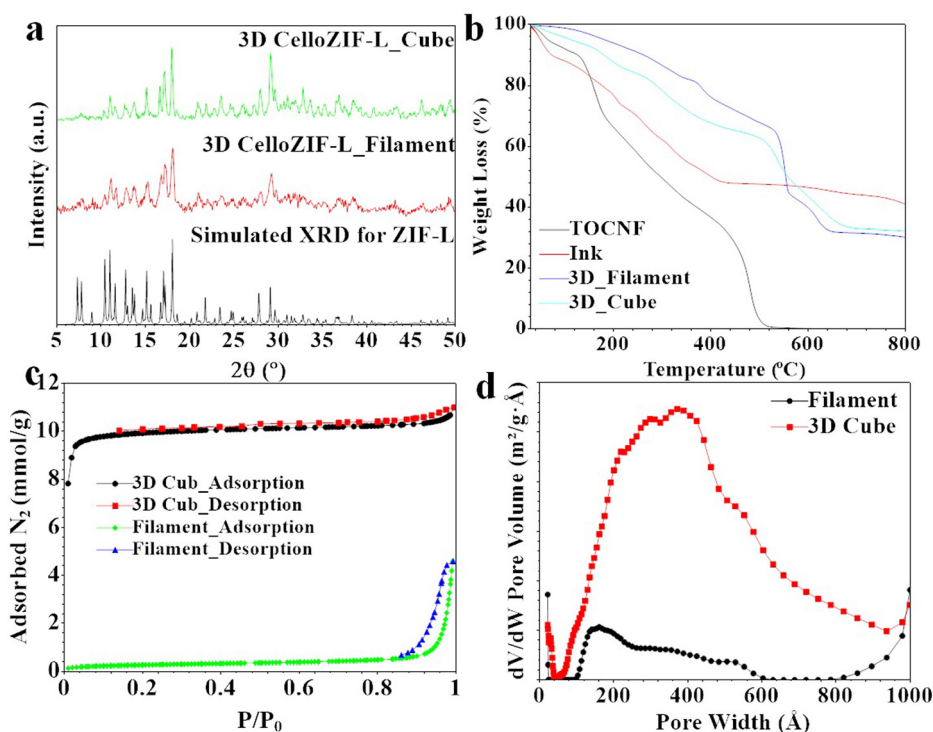 a
3D CelloZIF-L_Cube
3D CelloZIF-L_Filament
Simulated XRD for ZIF-L
Intensity (a.u.)
5 10 15 20 25 30 35 40 45 50
2θ (º)
b
100
80
60
40
20
0
Weight Loss (%)
TOCNF
Ink
3D_Filament
3D_Cube
200 400 600 800
Temperature (ºC)
c
12
10
8
6
4
2
0
Adsorbed N2 (mmol/g)
3D Cub_Adsorption
3D Cub_Desorption
Filament_Adsorption
Filament_Desorption
0 0.2 0.4 0.6 0.8 1
P/P0
d
Filament
3D Cube
dV/dW Pore Volume (m²/g·Å)
0 200 400 600 800 1000
Pore Width (Å)